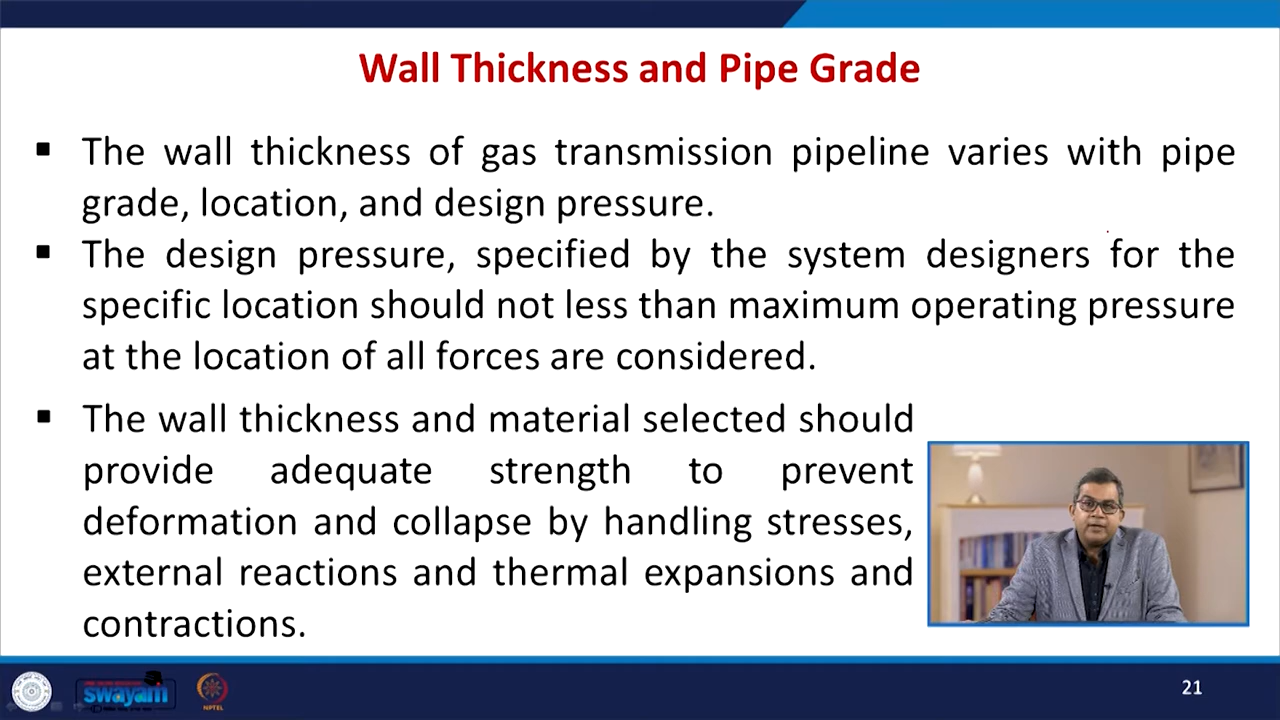 Wall Thickness and Pipe Grade
▪ The wall thickness of gas transmission pipeline varies with pipe
grade, location, and design pressure.
▪ The design pressure, specified by the system designers for the
specific location should not less than maximum operating pressure
at the location of all forces are considered.
▪ The wall thickness and material selected should
provide adequate strength to prevent
deformation and collapse by handling stresses,
external reactions and thermal expansions and
contractions.
swayam
NPTEL
21